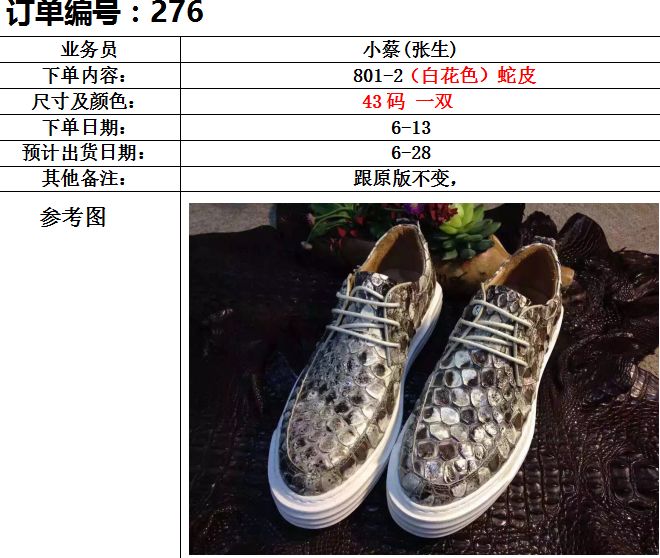 订单编号：276
业务员 小蔡(张生)
下单内容： 801-2（白花色）蛇皮
尺寸及颜色： 43码 一双
下单日期： 6-13
预计出货日期： 6-28
其他备注： 跟原版不变，
参考图